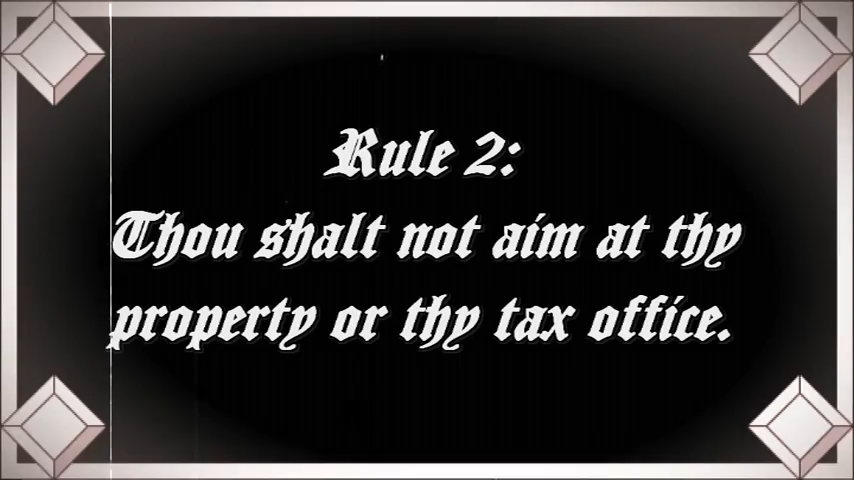 Rule 2:
Thou shalt not aim at thy
property or thy tax office.